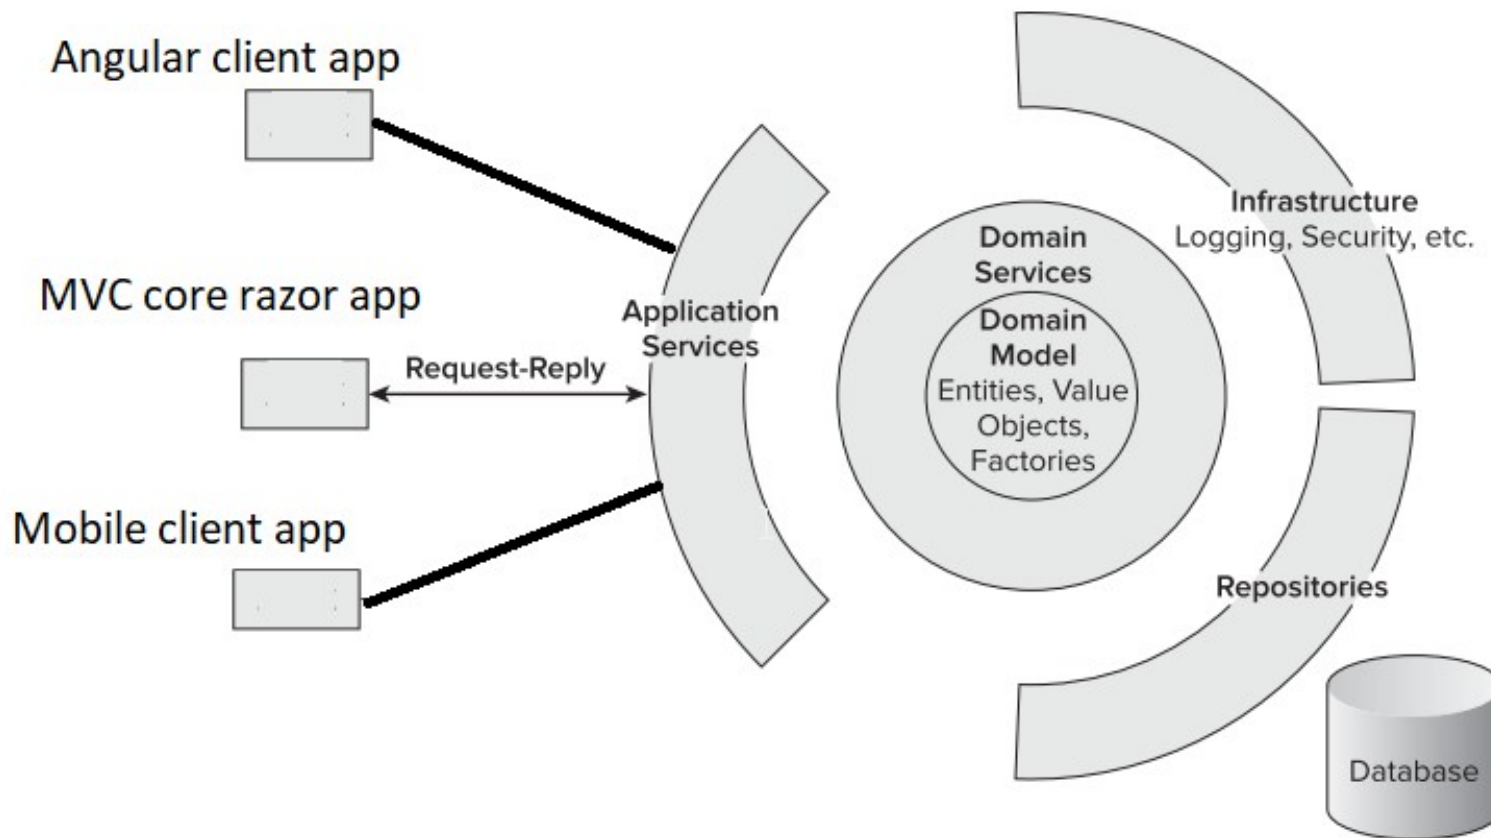 Angular client app
MVC core razor app
Request-Reply
Mobile client app
Application
Services
Domain
Services
Domain
Model
Entities, Value
Objects,
Factories
Infrastructure
Logging, Security, etc.
Repositories
Database